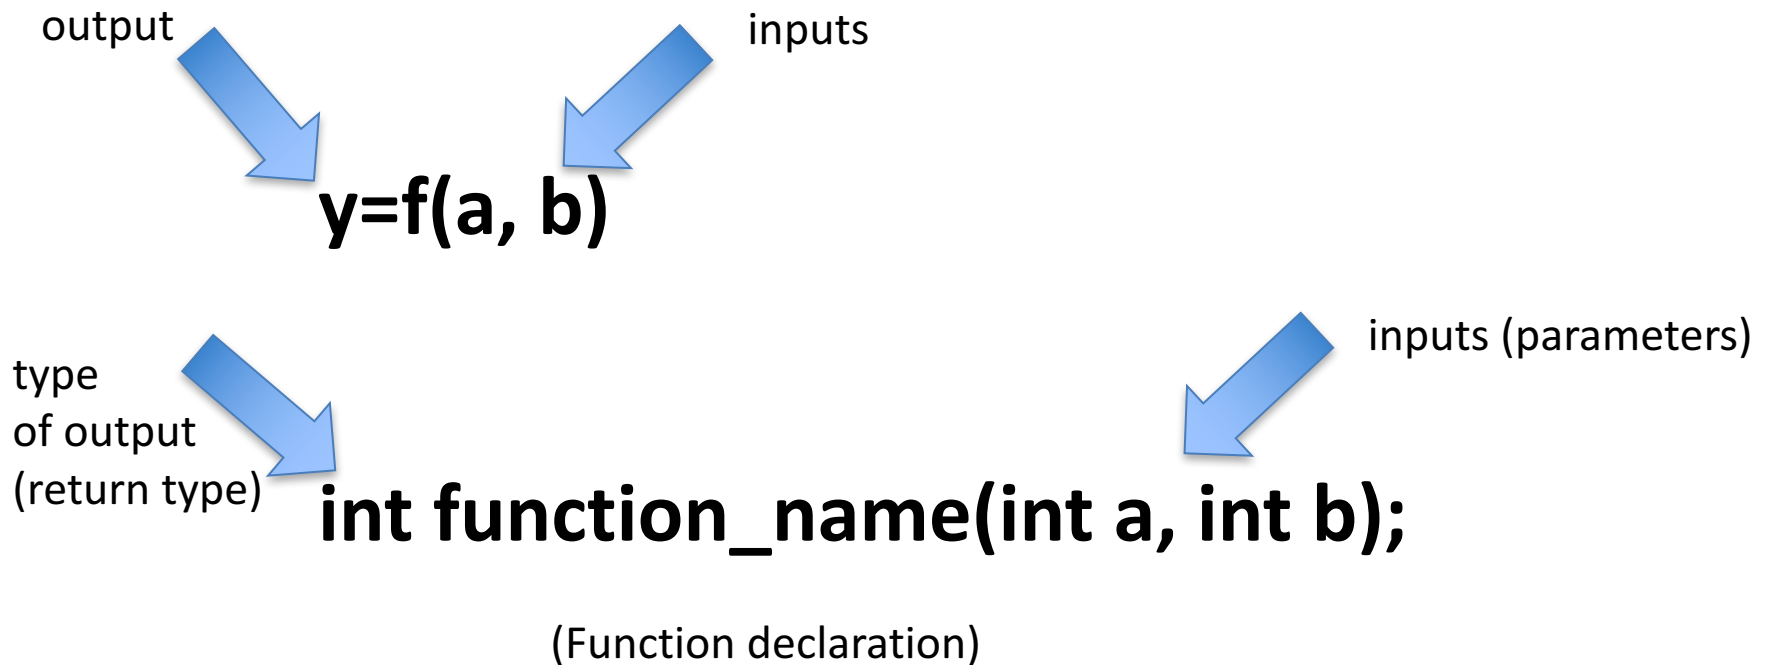 output
inputs
y=f(a, b)
inputs (parameters)
type
of output
(return type)
int function_name(int a, int b);
(Function declaration)